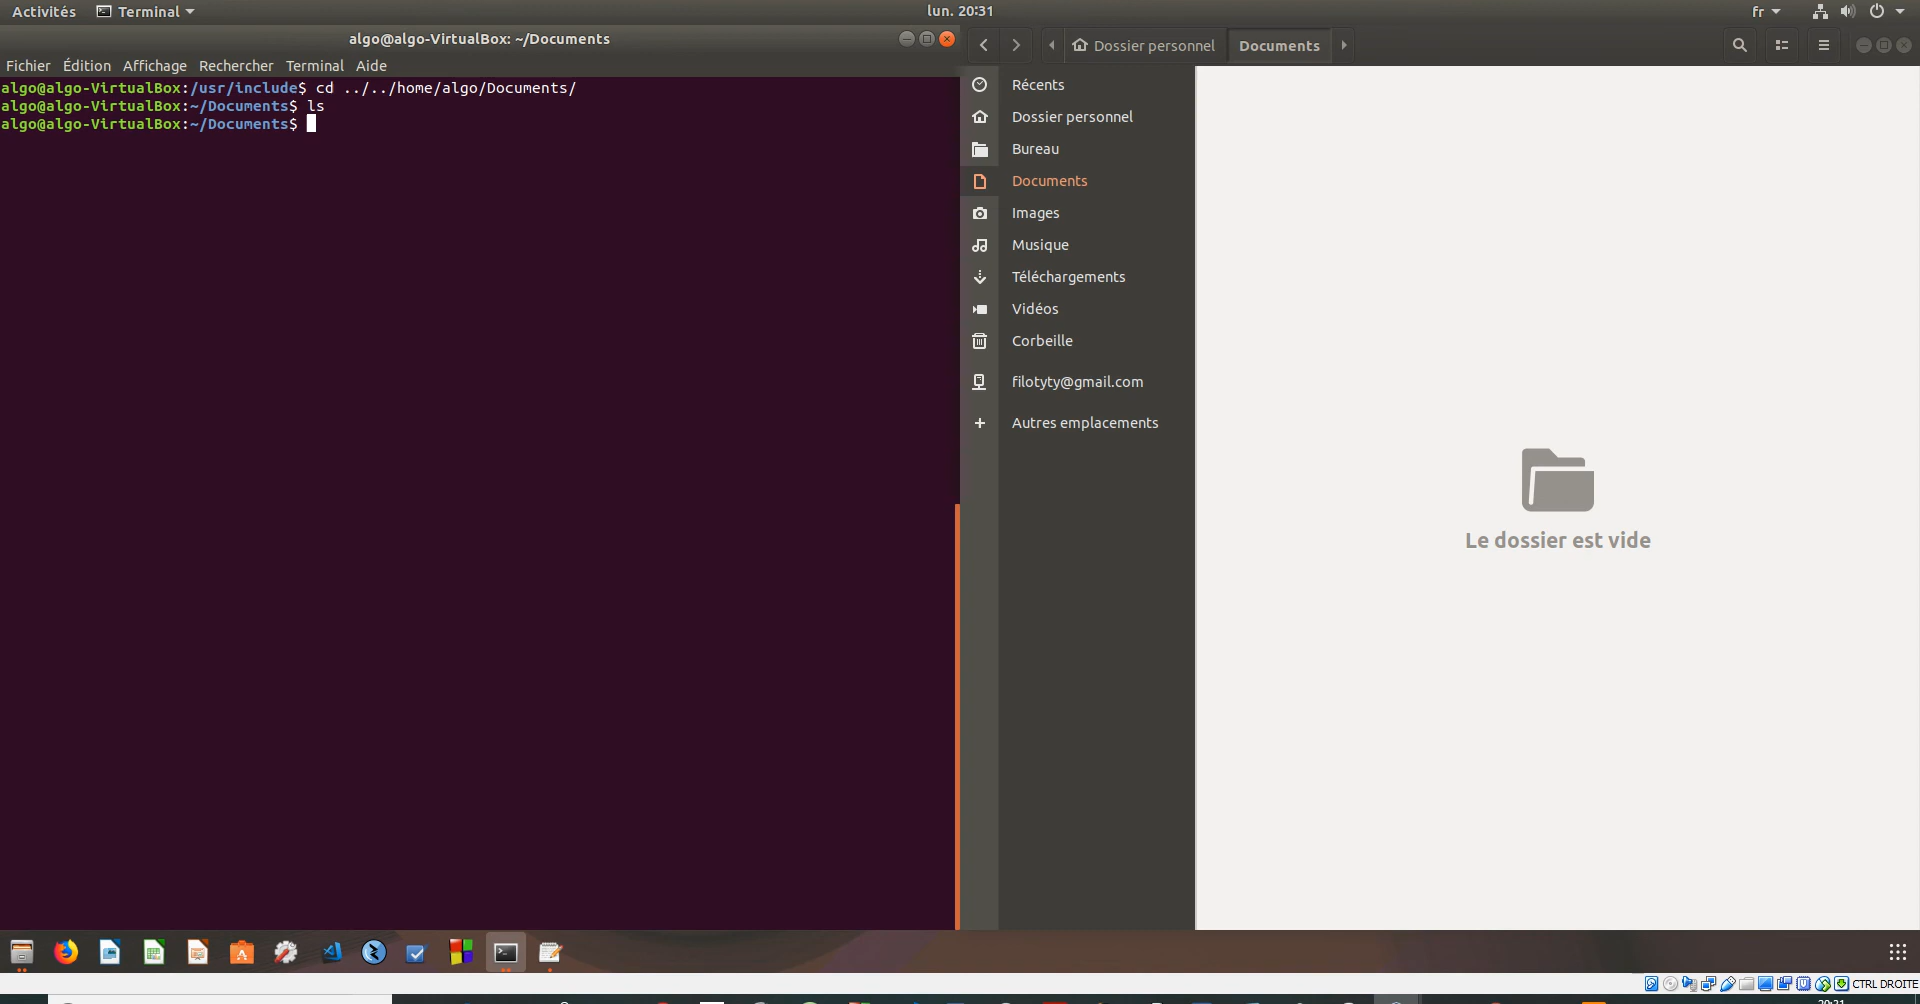 Activités Terminal lun. 20:31 fr
algo@algo-VirtualBox: ~/Documents
Fichier Édition Affichage Rechercher Terminal Aide
algo@algo-VirtualBox:/usr/include$ cd ../../home/algo/Documents/
algo@algo-VirtualBox:~/Documents$ ls
algo@algo-VirtualBox:~/Documents$
Dossier personnel Documents
Récents
Dossier personnel
Bureau
Documents
Images
Musique
Téléchargements
Vidéos
Corbeille
filotyty@gmail.com
Autres emplacements
Le dossier est vide
CTRL DROITE